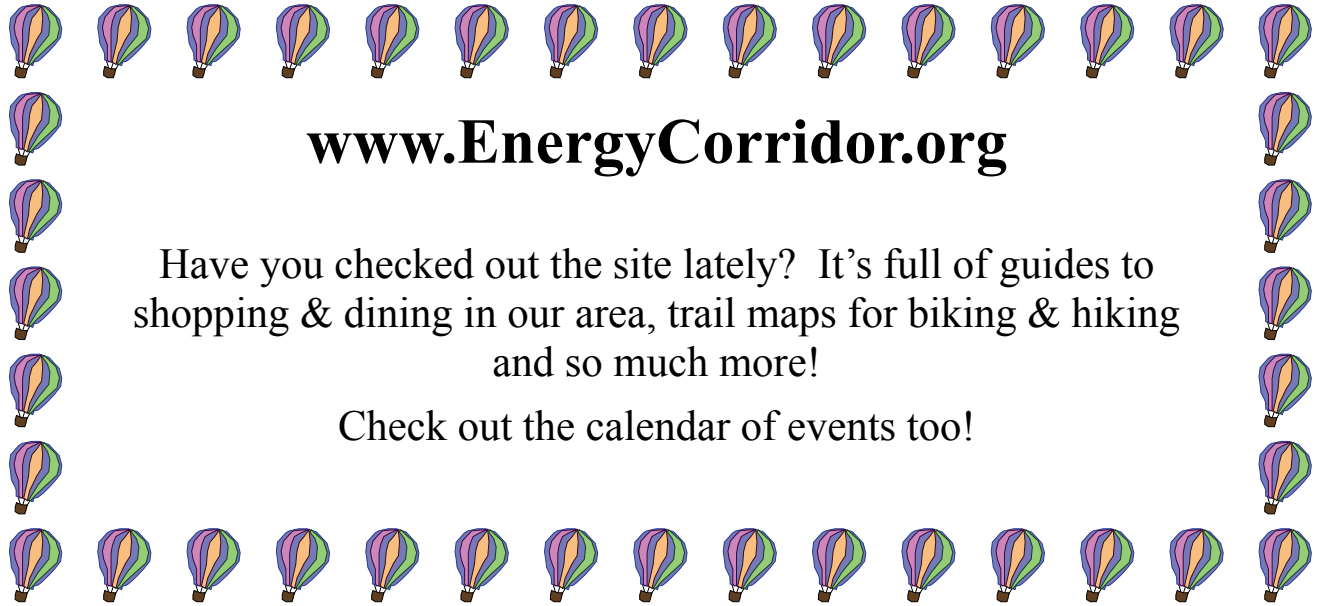 www.EnergyCorridor.org
Have you checked out the site lately?  It’s full of guides to
shopping & dining in our area, trail maps for biking & hiking
and so much more!
Check out the calendar of events too!